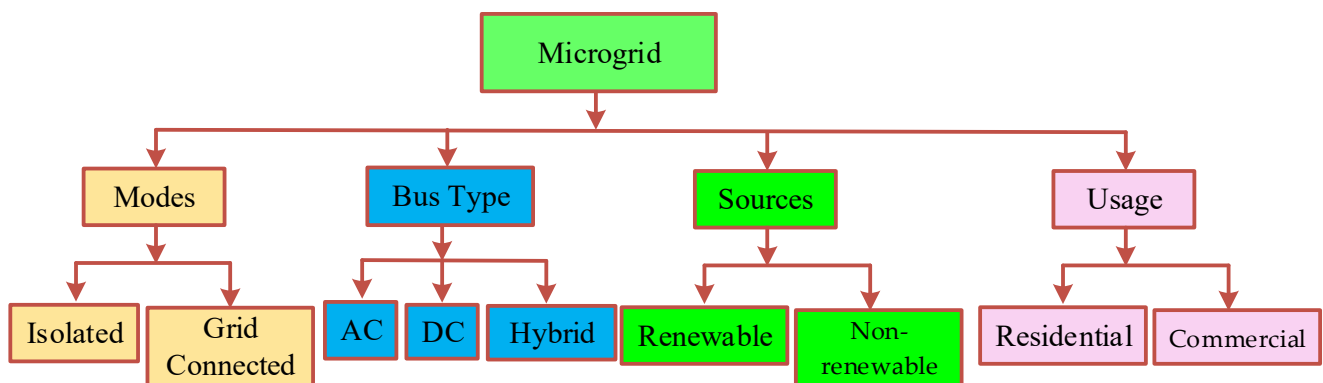 Microgrid
Modes
Bus Type
Sources
Usage
Isolated
Grid
Connected
AC
DC
Hybrid
Renewable
Non-
renewable
Residential
Commercial